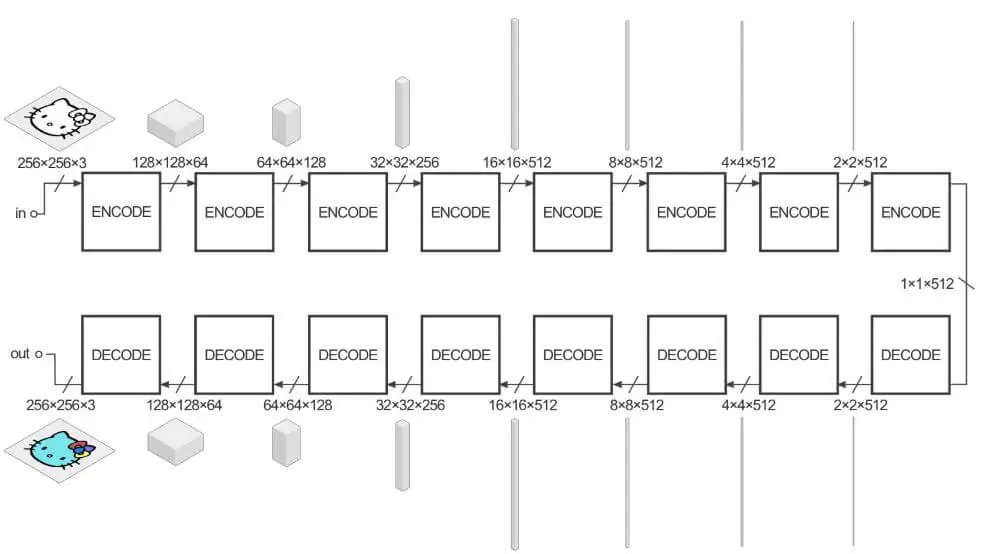 256×256×3 128×128×64 64×64×128 32×32×256 16×16×512 8×8×512 4×4×512 2×2×512
in
ENCODE ENCODE ENCODE ENCODE ENCODE ENCODE ENCODE ENCODE
1×1×512
out
DECODE DECODE DECODE DECODE DECODE DECODE DECODE DECODE
256×256×3 128×128×64 64×64×128 32×32×256 16×16×512 8×8×512 4×4×512 2×2×512